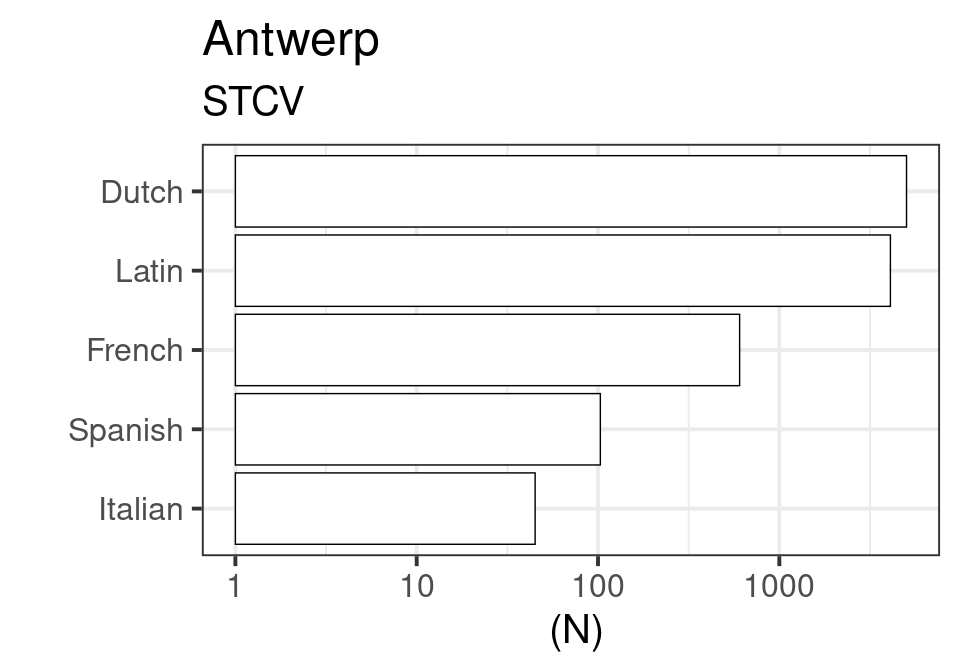 Antwerp
STCV
Dutch
Latin
French
Spanish
Italian
1 10 100 1000
(N)